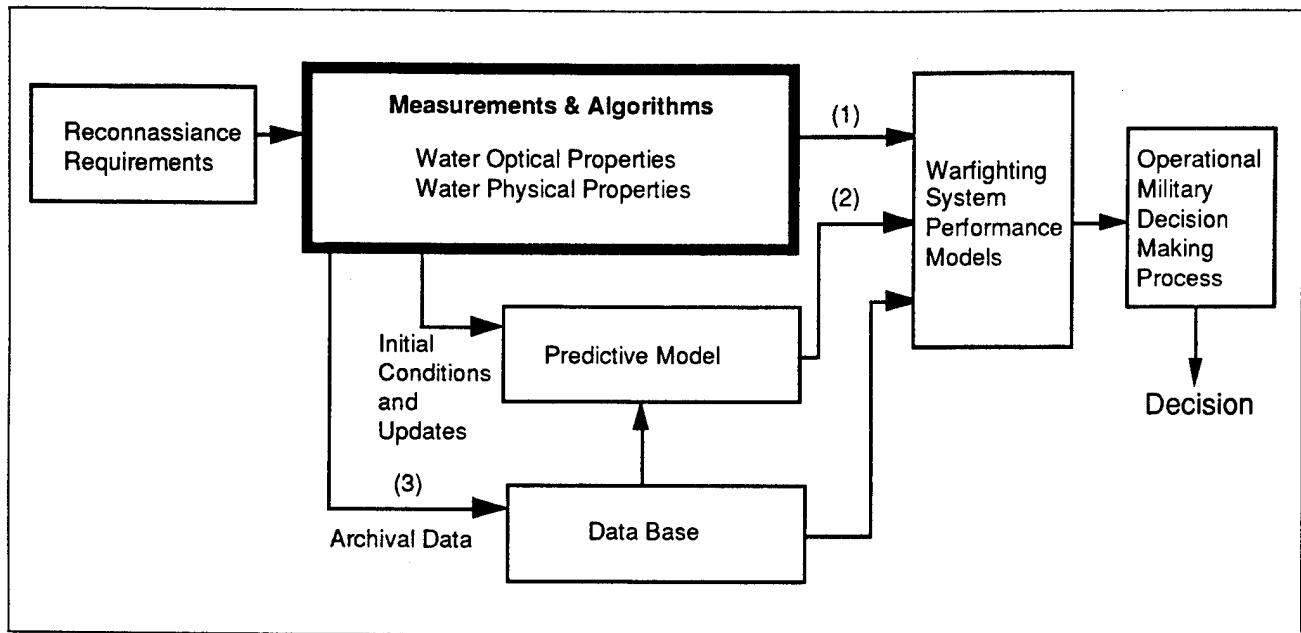 Reconnassiance
Requirements
Measurements & Algorithms
Water Optical Properties
Water Physical Properties
(1)
(2)
Warfighting
System
Performance
Models
Operational
Military
Decision
Making
Process
Initial
Conditions
and
Updates
Predictive Model
Decision
(3)
Archival Data
Data Base